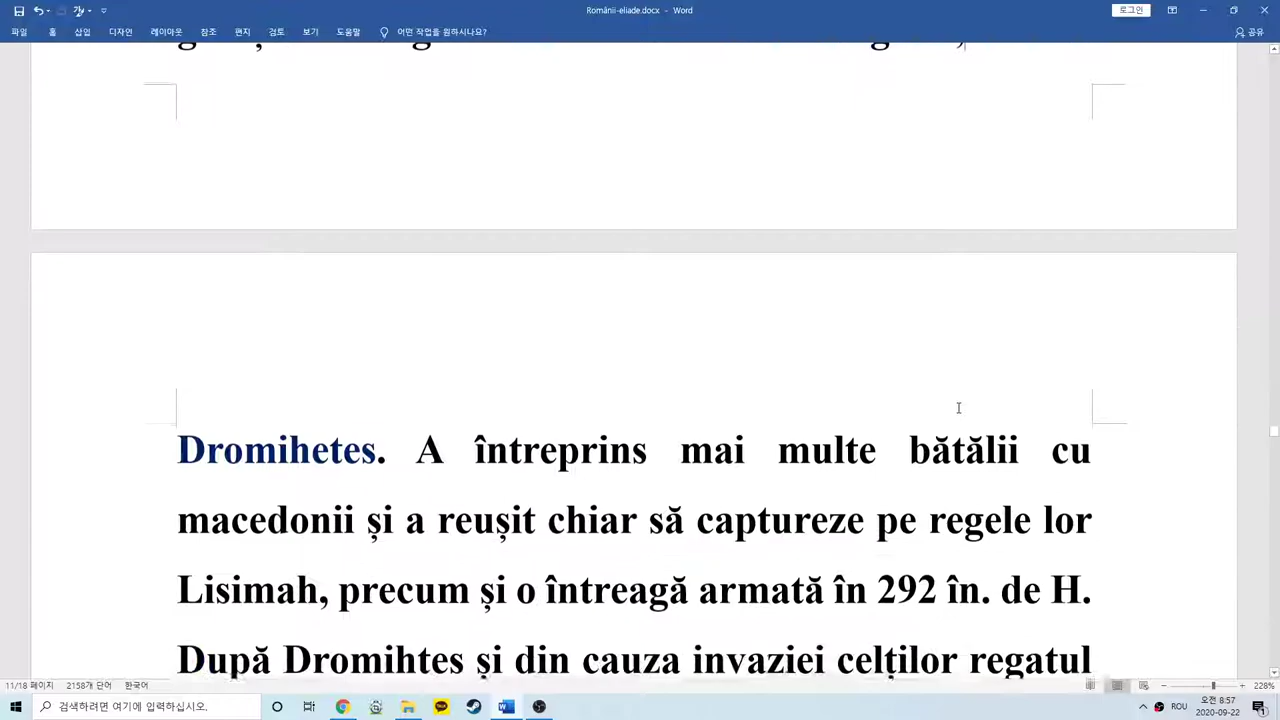 Românii-eliade.docx - Word
로그인
파일 홈 삽입 디자인 레이아웃 참조 편지 검토 보기 도움말 어떤 작업을 원하시나요? 공유
Dromihetes. A întreprins mai multe bătălii cu
macedonii și a reușit chiar să captureze pe regele lor
Lisimah, precum și o întreagă armată în 292 în. de H.
După Dromihtes și din cauza invaziei celților regatul
11/18 페이지 2158개 단어 한국어 228%
검색하려면 여기에 입력하십시오. ROU 오전 8:57
2020-09-22